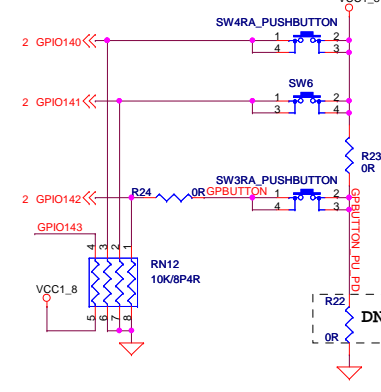 SW4RA_PUSHBUTTON
1 2
4 3
2 GPIO140
SW6
1 2
3 4
2 GPIO141
R23
0R
SW3RA_PUSHBUTTON
2 GPIO142
R24 0R
GPBUTTON
1 2
4 3
GPIO143
GPBUTTON_PU_PD
4 3 2 1
RN12
10K/8P4R
VCC1_8
5 6 7 8
R22
0R